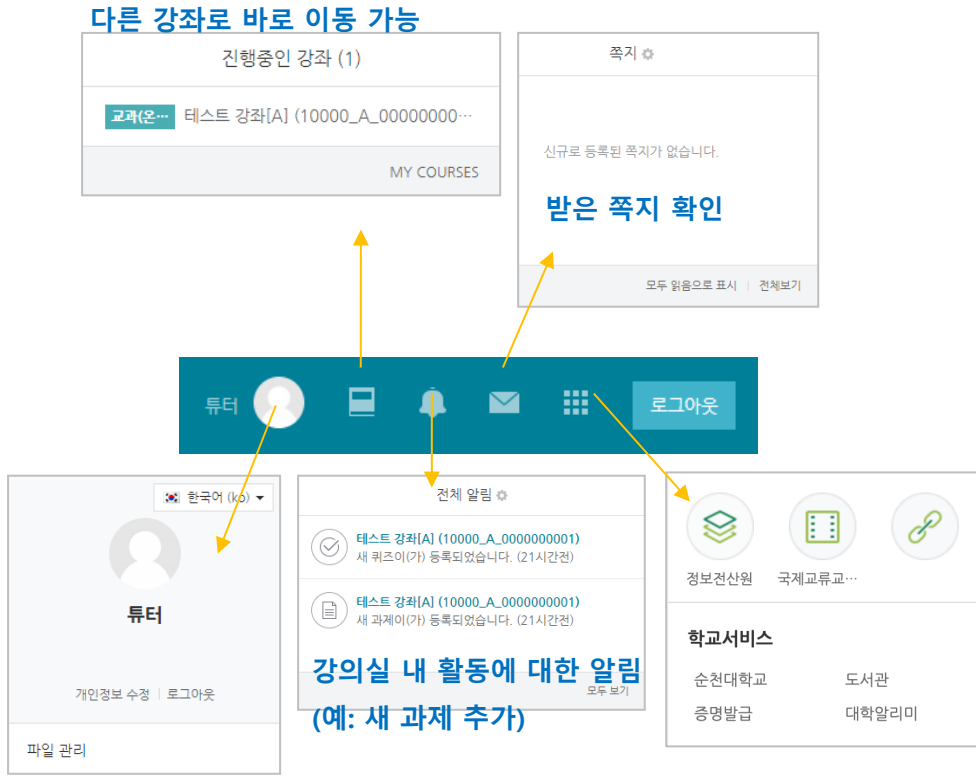 다른 강좌로 바로 이동 가능
진행중인 강좌 (1)
교과(온… 테스트 강좌[A] (10000_A_00000000…
MY COURSES
쪽지
신규로 등록된 쪽지가 없습니다.
받은 쪽지 확인
모두 읽음으로 표시 | 전체보기
튜터
로그아웃
한국어 (ko)
튜터
개인정보 수정 | 로그아웃
파일 관리
전체 알림
테스트 강좌[A] (10000_A_0000000001)
새 퀴즈이(가) 등록되었습니다. (21시간전)
테스트 강좌[A] (10000_A_0000000001)
새 과제이(가) 등록되었습니다. (21시간전)
강의실 내 활동에 대한 알림
모두 보기
(예: 새 과제 추가)
정보전산원 국제교류교…
학교서비스
순천대학교 도서관
증명발급 대학알리미